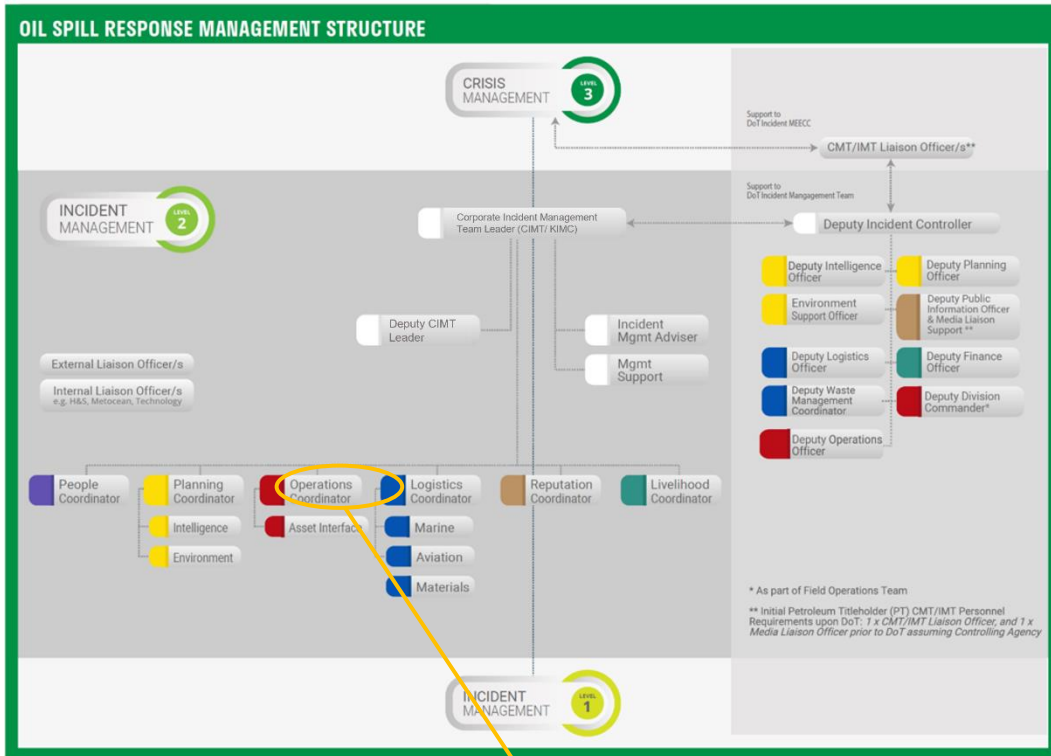 OIL SPILL RESPONSE MANAGEMENT STRUCTURE
CRISIS
MANAGEMENT
LEVEL
3
Support to
DoT Incident MEECC
CMT/IMT Liaison Officer/s**
INCIDENT
MANAGEMENT
LEVEL
2
Support to
DoT Incident Mangagement Team
Corporate Incident Management
Team Leader (CIMT/ KIMC)
Deputy Incident Controller
Deputy Intelligence
Officer
Deputy Planning
Officer
Environment
Support Officer
Deputy Public
Information Officer
& Media Liaison
Support **
Deputy CIMT
Leader
Incident
Mgmt Adviser
Mgmt
Support
External Liaison Officer/s
Internal Liaison Officer/s
e.g. H&S, Metocean, Technology
Deputy Logistics
Officer
Deputy Finance
Officer
Deputy Waste
Management
Coordinator
Deputy Division
Commander*
Deputy Operations
Officer
People
Coordinator
Planning
Coordinator
Operations
Coordinator
Logistics
Coordinator
Reputation
Coordinator
Livelihood
Coordinator
Intelligence
Asset Interface
Marine
Environment
Aviation
Materials
* As part of Field Operations Team
** Initial Petroleum Titleholder (PT) CMT/IMT Personnel
Requirements upon DoT: 1 x CMT/IMT Liaison Officer, and 1 x
Media Liaison Officer prior to DoT assuming Controlling Agency
INCIDENT
MANAGEMENT
LEVEL
1